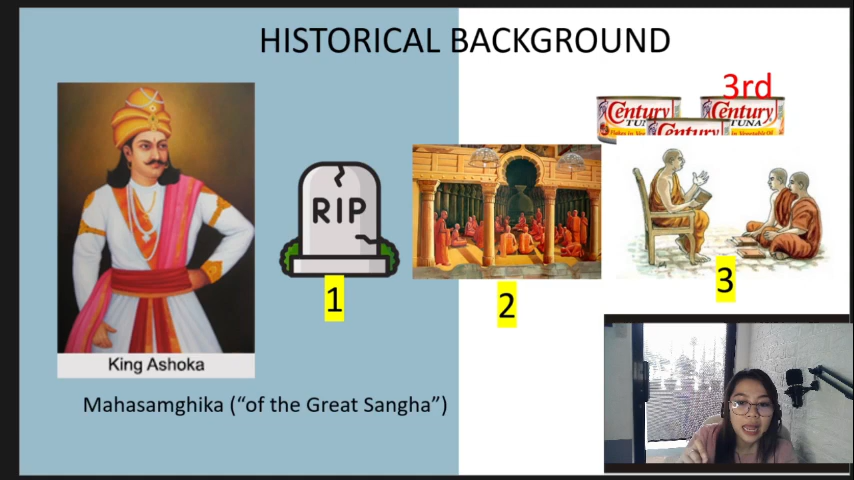 HISTORICAL BACKGROUND
3rd
Century
TUNA
Century
TUNA
Century
RIP
1
2
3
King Ashoka
Mahasamghika (“of the Great Sangha”)